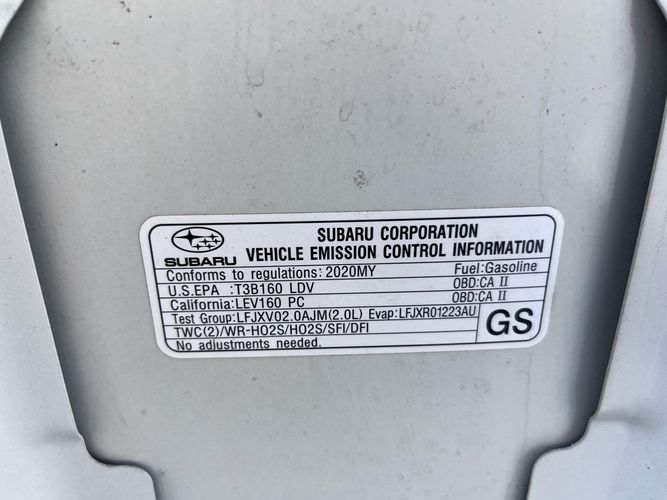 SUBARU CORPORATION
SUBARU VEHICLE EMISSION CONTROL INFORMATION
Conforms to regulations:2020MY Fuel:Gasoline
U.S.EPA :T3B160 LDV OBD:CA II
California:LEV160 PC OBD:CA II
Test Group:LFJXV02.0AJM(2.0L) Evap:LFJXR01223AU
TWC(2)/WR-HO2S/HO2S/SFI/DFI
No adjustments needed.
GS